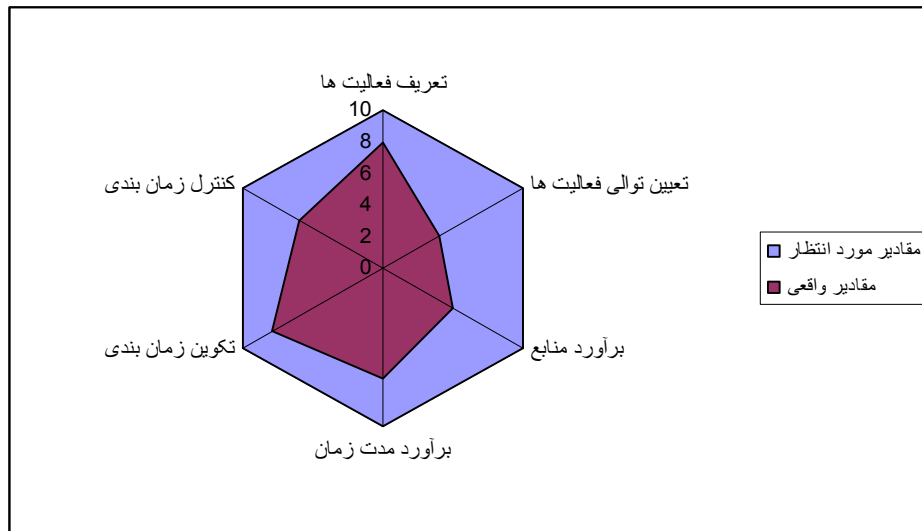 تعریف فعالیت ها
10
8
6
4
2
0
تعیین توالی فعالیت ها
برآورد منابع
برآورد مدت زمان
تکوین زمان بندی
کنترل زمان بندی
مقادیر مورد انتظار
مقادیر واقعی